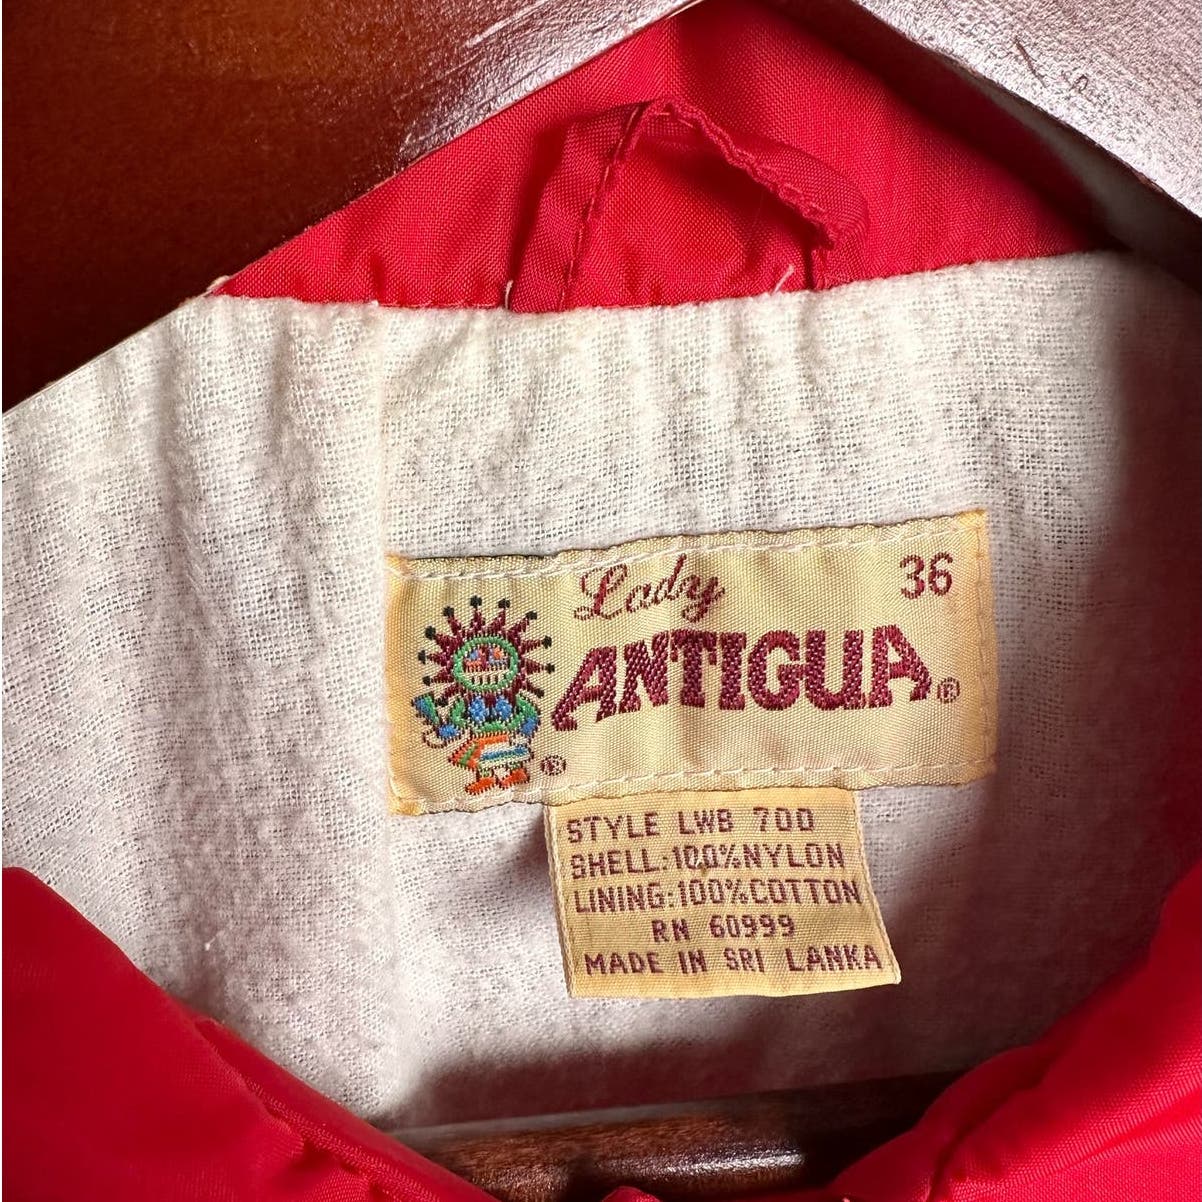 Lady 36
ANTIGUA®
®
STYLE LWB 700
SHELL:100%NYLON
LINING:100%COTTON
RN 60999
MADE IN SRI LANKA